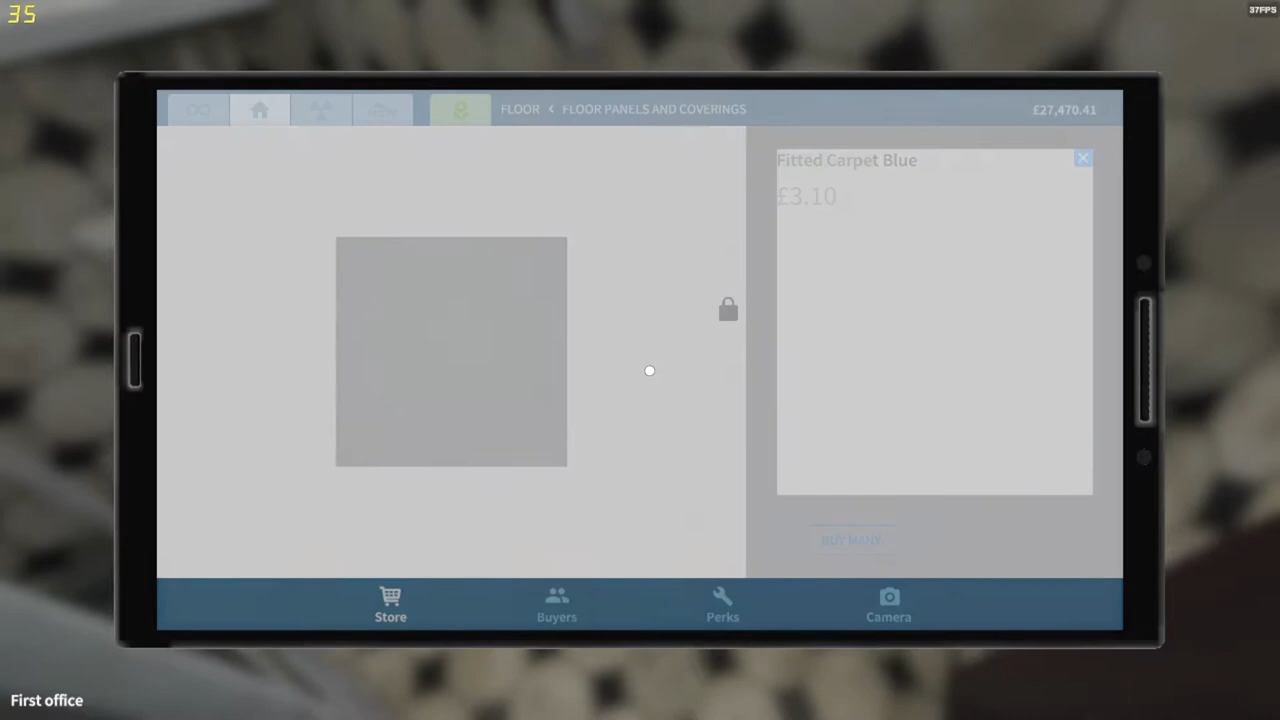 35
37FPS
FLOOR < FLOOR PANELS AND COVERINGS
£27,470.41
Fitted Carpet Blue
£3.10
BUY MANY
Store
Buyers
Perks
Camera
First office